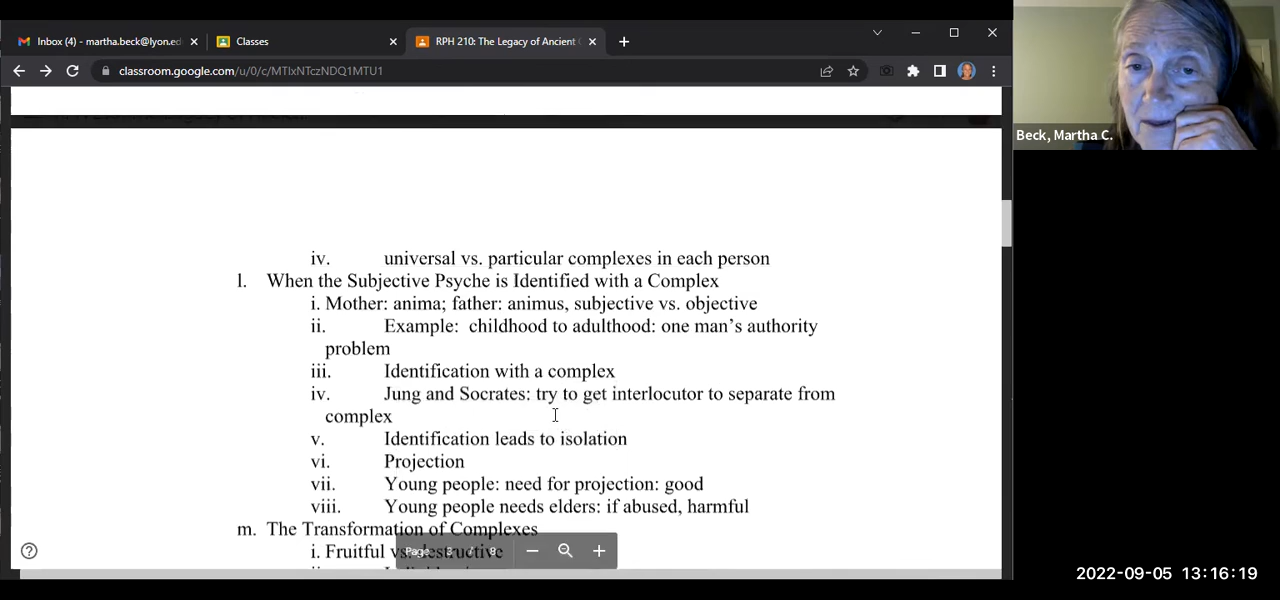 Inbox (4) - martha.beck@lyon.ed
Classes
RPH 210: The Legacy of Ancient
classroom.google.com/u/0/c/MTIxNTczNDQ1MTU1
Beck, Martha C.
iv. universal vs. particular complexes in each person
l. When the Subjective Psyche is Identified with a Complex
i. Mother: anima; father: animus, subjective vs. objective
ii. Example: childhood to adulthood: one man's authority
problem
iii. Identification with a complex
iv. Jung and Socrates: try to get interlocutor to separate from
complex
v. Identification leads to isolation
vi. Projection
vii. Young people: need for projection: good
viii. Young people needs elders: if abused, harmful
m. The Transformation of Complexes
i. Fruitful vs. destructive
Page / 8
2022-09-05 13:16:19